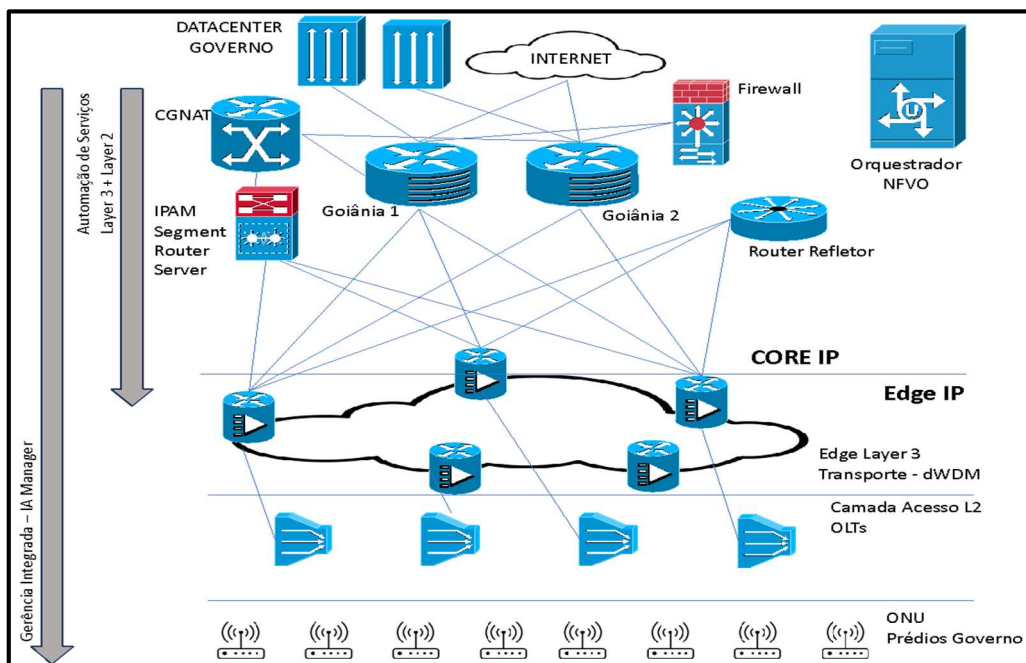 DATACENTER
GOVERNO
INTERNET
Firewall
CGNAT
Orquestrador
NFVO
Goiânia 1
Goiânia 2
IPAM
Segment
Router
Server
Router Refletor
CORE IP
Edge IP
Edge Layer 3
Transporte - dWDM
Camada Acesso L2
OLTs
ONU
Prédios Governo
Automação de Serviços
Layer 3 + Layer 2
Gerência Integrada – IA Manager